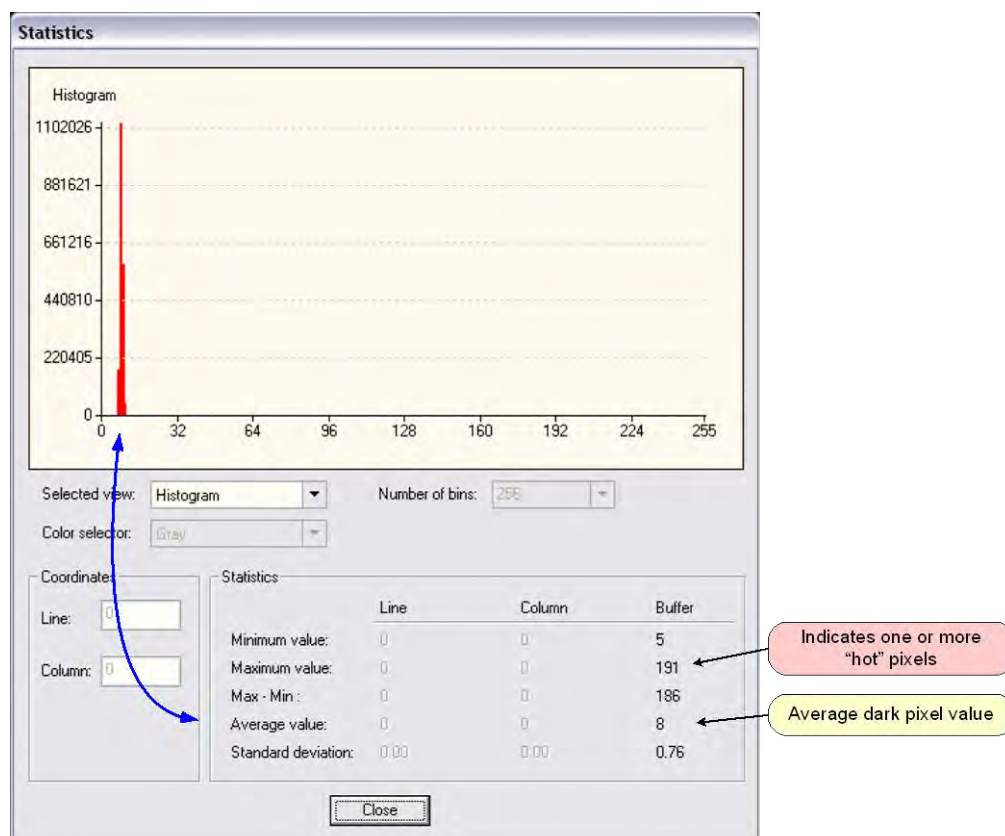 Statistics
Histogram
1102026
881621
661216
440810
220405
0
0 32 64 96 128 160 192 224 255
Selected view: Histogram Number of bins: 256
Color selector: Gray
Coordinates
Line: 0
Column: 0
Statistics
Line Column Buffer
Minimum value: 0 0 5
Maximum value: 0 0 191
Max - Min : 0 0 186
Average value: 0 0 8
Standard deviation: 0.00 0.00 0.76
Close
Indicates one or more
“hot” pixels
Average dark pixel value